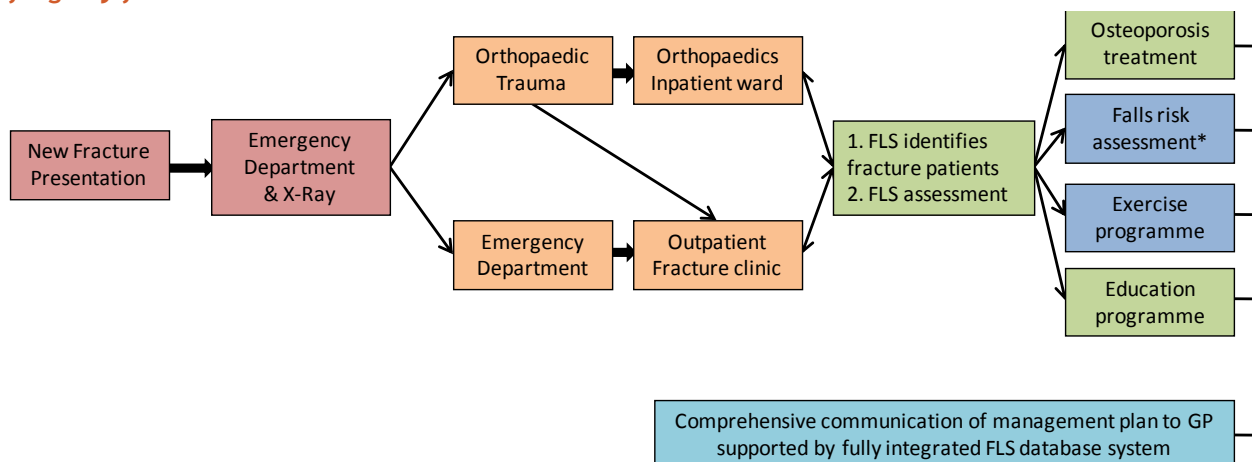 New Fracture
Presentation
Emergency
Department
& X-Ray
Orthopaedic
Trauma
Orthopaedics
Inpatient ward
Emergency
Department
Outpatient
Fracture clinic
1. FLS identifies
fracture patients
2. FLS assessment
Osteoporosis
treatment
Falls risk
assessment*
Exercise
programme
Education
programme
Comprehensive communication of management plan to GP
supported by fully integrated FLS database system